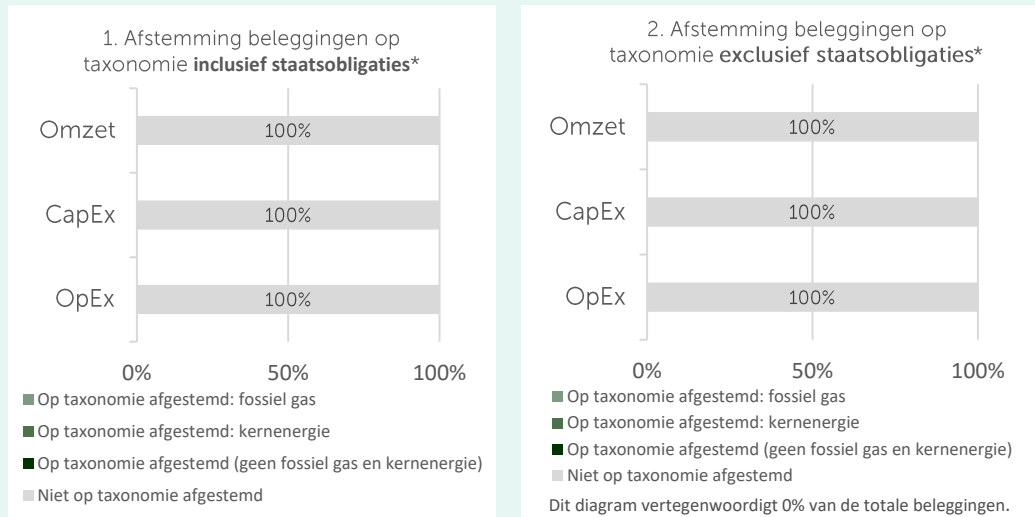 1. Afstemming beleggingen op
taxonomie inclusief staatsobligaties*
Omzet
100%
CapEx
100%
OpEx
100%
0%
50%
100%
Op taxonomie afgestemd: fossiel gas
Op taxonomie afgestemd: kernenergie
Op taxonomie afgestemd (geen fossiel gas en kernenergie)
Niet op taxonomie afgestemd
2. Afstemming beleggingen op
taxonomie exclusief staatsobligaties*
Omzet
100%
CapEx
100%
OpEx
100%
0%
50%
100%
Op taxonomie afgestemd: fossiel gas
Op taxonomie afgestemd: kernenergie
Op taxonomie afgestemd (geen fossiel gas en kernenergie)
Niet op taxonomie afgestemd
Dit diagram vertegenwoordigt 0% van de totale beleggingen.